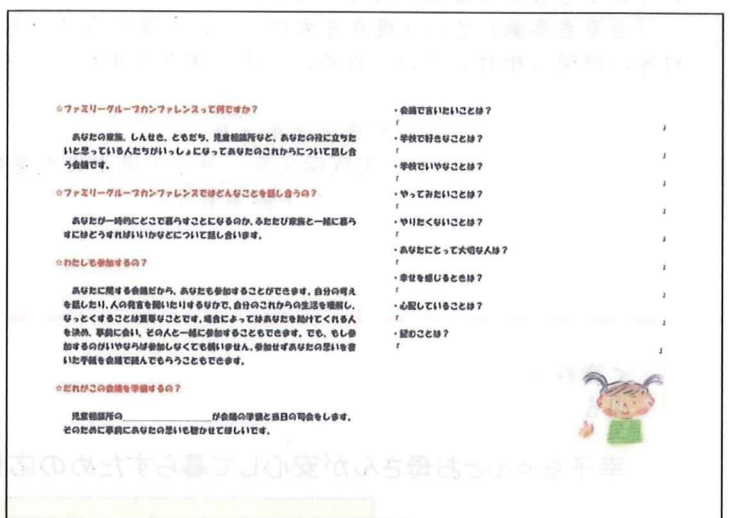 ☆ファミリーグループカンファレンスって何ですか？
あなたの家族、しんせき、ともだち、児童相談所など、あなたの役に立ちた
いと思っている人たちがいっしょになってあなたのこれからについて話し合
う会議です。
☆ファミリーグループカンファレンスではどんなことを話し合うの？
あなたが一時的にどこで暮らすことになるのか、ふたたび家族と一緒に暮ら
すにはどうすればいいかなどについて話し合います。
☆わたしも参加するの？
あなたに関する会議だから、あなたも参加することができます。自分の考え
を話したり、人の発言を聞いたりするなかで、自分のこれからの生活を理解し、
なっとくすることは重要なことです。場合によってはあなたを助けてくれる人
を決め、事前に会い、その人と一緒に参加することもできます。でも、もし参
加するのがいやならば参加しなくても構いません。参加せずあなたの思いを書
いた手紙を会議で読んでもらうこともできます。
☆だれがこの会議を準備するの？
児童相談所の＿＿＿＿＿＿＿＿が会議の準備と当日の司会をします。
そのために事前にあなたの思いも聴かせてほしいです。
・会議で言いたいことは？
「　　　　　　　　」
・学校で好きなことは？
「　　　　　　　　」
・学校でいやなことは？
「　　　　　　　　」
・やってみたいことは？
「　　　　　　　　」
・やりたくないことは？
「　　　　　　　　」
・あなたにとって大切な人は？
「　　　　　　　　」
・幸せを感じるときは？
「　　　　　　　　」
・心配していることは？
「　　　　　　　　」
・望むことは？
「　　　　　　　　」
幸子ちゃんとお母さんが安心して暮らすための応